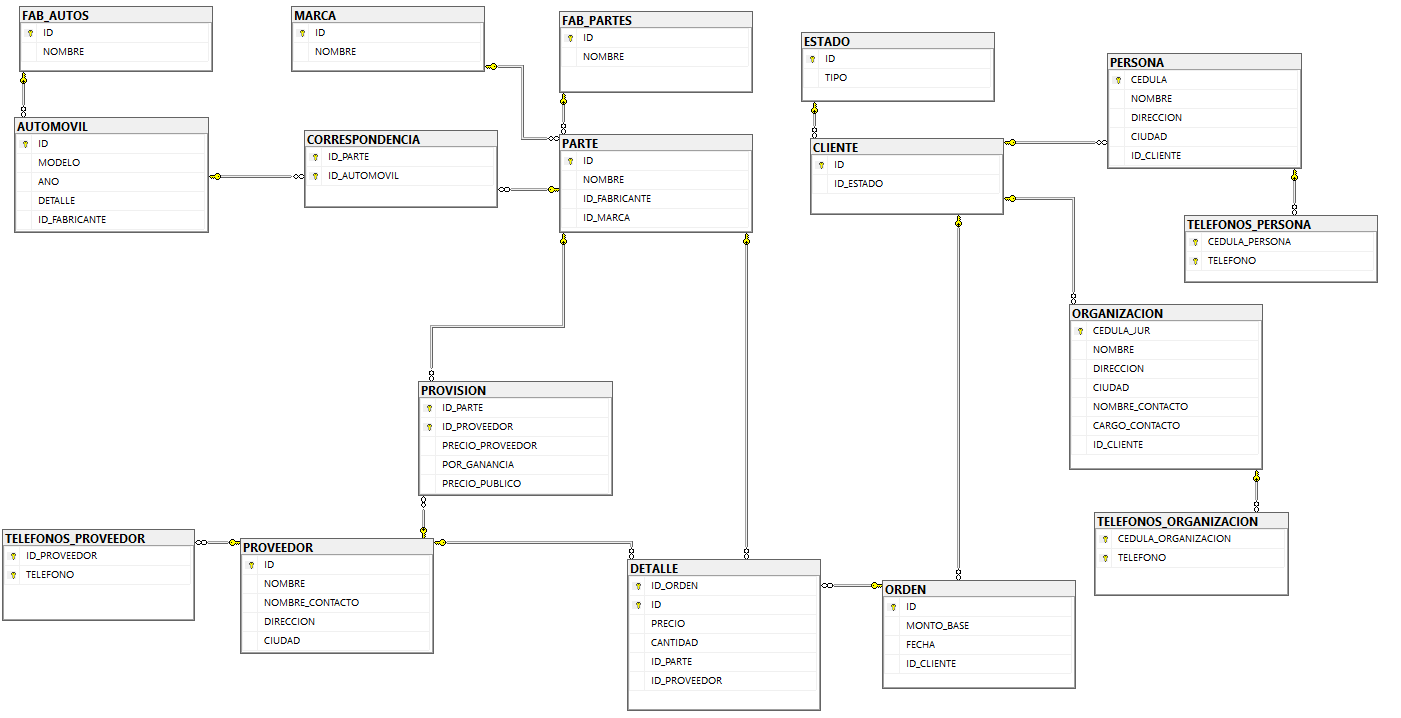 FAB_AUTOS
ID
NOMBRE
MARCA
ID
NOMBRE
FAB_PARTES
ID
NOMBRE
ESTADO
ID
TIPO
PERSONA
CEDULA
NOMBRE
DIRECCION
CIUDAD
ID_CLIENTE
AUTOMOVIL
ID
MODELO
ANO
DETALLE
ID_FABRICANTE
CORRESPONDENCIA
ID_PARTE
ID_AUTOMOVIL
PARTE
ID
NOMBRE
ID_FABRICANTE
ID_MARCA
CLIENTE
ID
ID_ESTADO
TELEFONOS_PERSONA
CEDULA_PERSONA
TELEFONO
ORGANIZACION
CEDULA_JUR
NOMBRE
DIRECCION
CIUDAD
NOMBRE_CONTACTO
CARGO_CONTACTO
ID_CLIENTE
PROVISION
ID_PARTE
ID_PROVEEDOR
PRECIO_PROVEEDOR
POR_GANANCIA
PRECIO_PUBLICO
TELEFONOS_ORGANIZACION
CEDULA_ORGANIZACION
TELEFONO
TELEFONOS_PROVEEDOR
ID_PROVEEDOR
TELEFONO
PROVEEDOR
ID
NOMBRE
NOMBRE_CONTACTO
DIRECCION
CIUDAD
DETALLE
ID_ORDEN
ID
PRECIO
CANTIDAD
ID_PARTE
ID_PROVEEDOR
ORDEN
ID
MONTO_BASE
FECHA
ID_CLIENTE